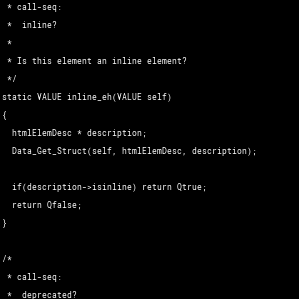 * call-seq:
*  inline?
*
* Is this element an inline element?
*/
static VALUE inline_eh(VALUE self)
{
  htmlElemDesc * description;
  Data_Get_Struct(self, htmlElemDesc, description);

  if(description->isinline) return Qtrue;
  return Qfalse;
}

/*
* call-seq:
*  deprecated?